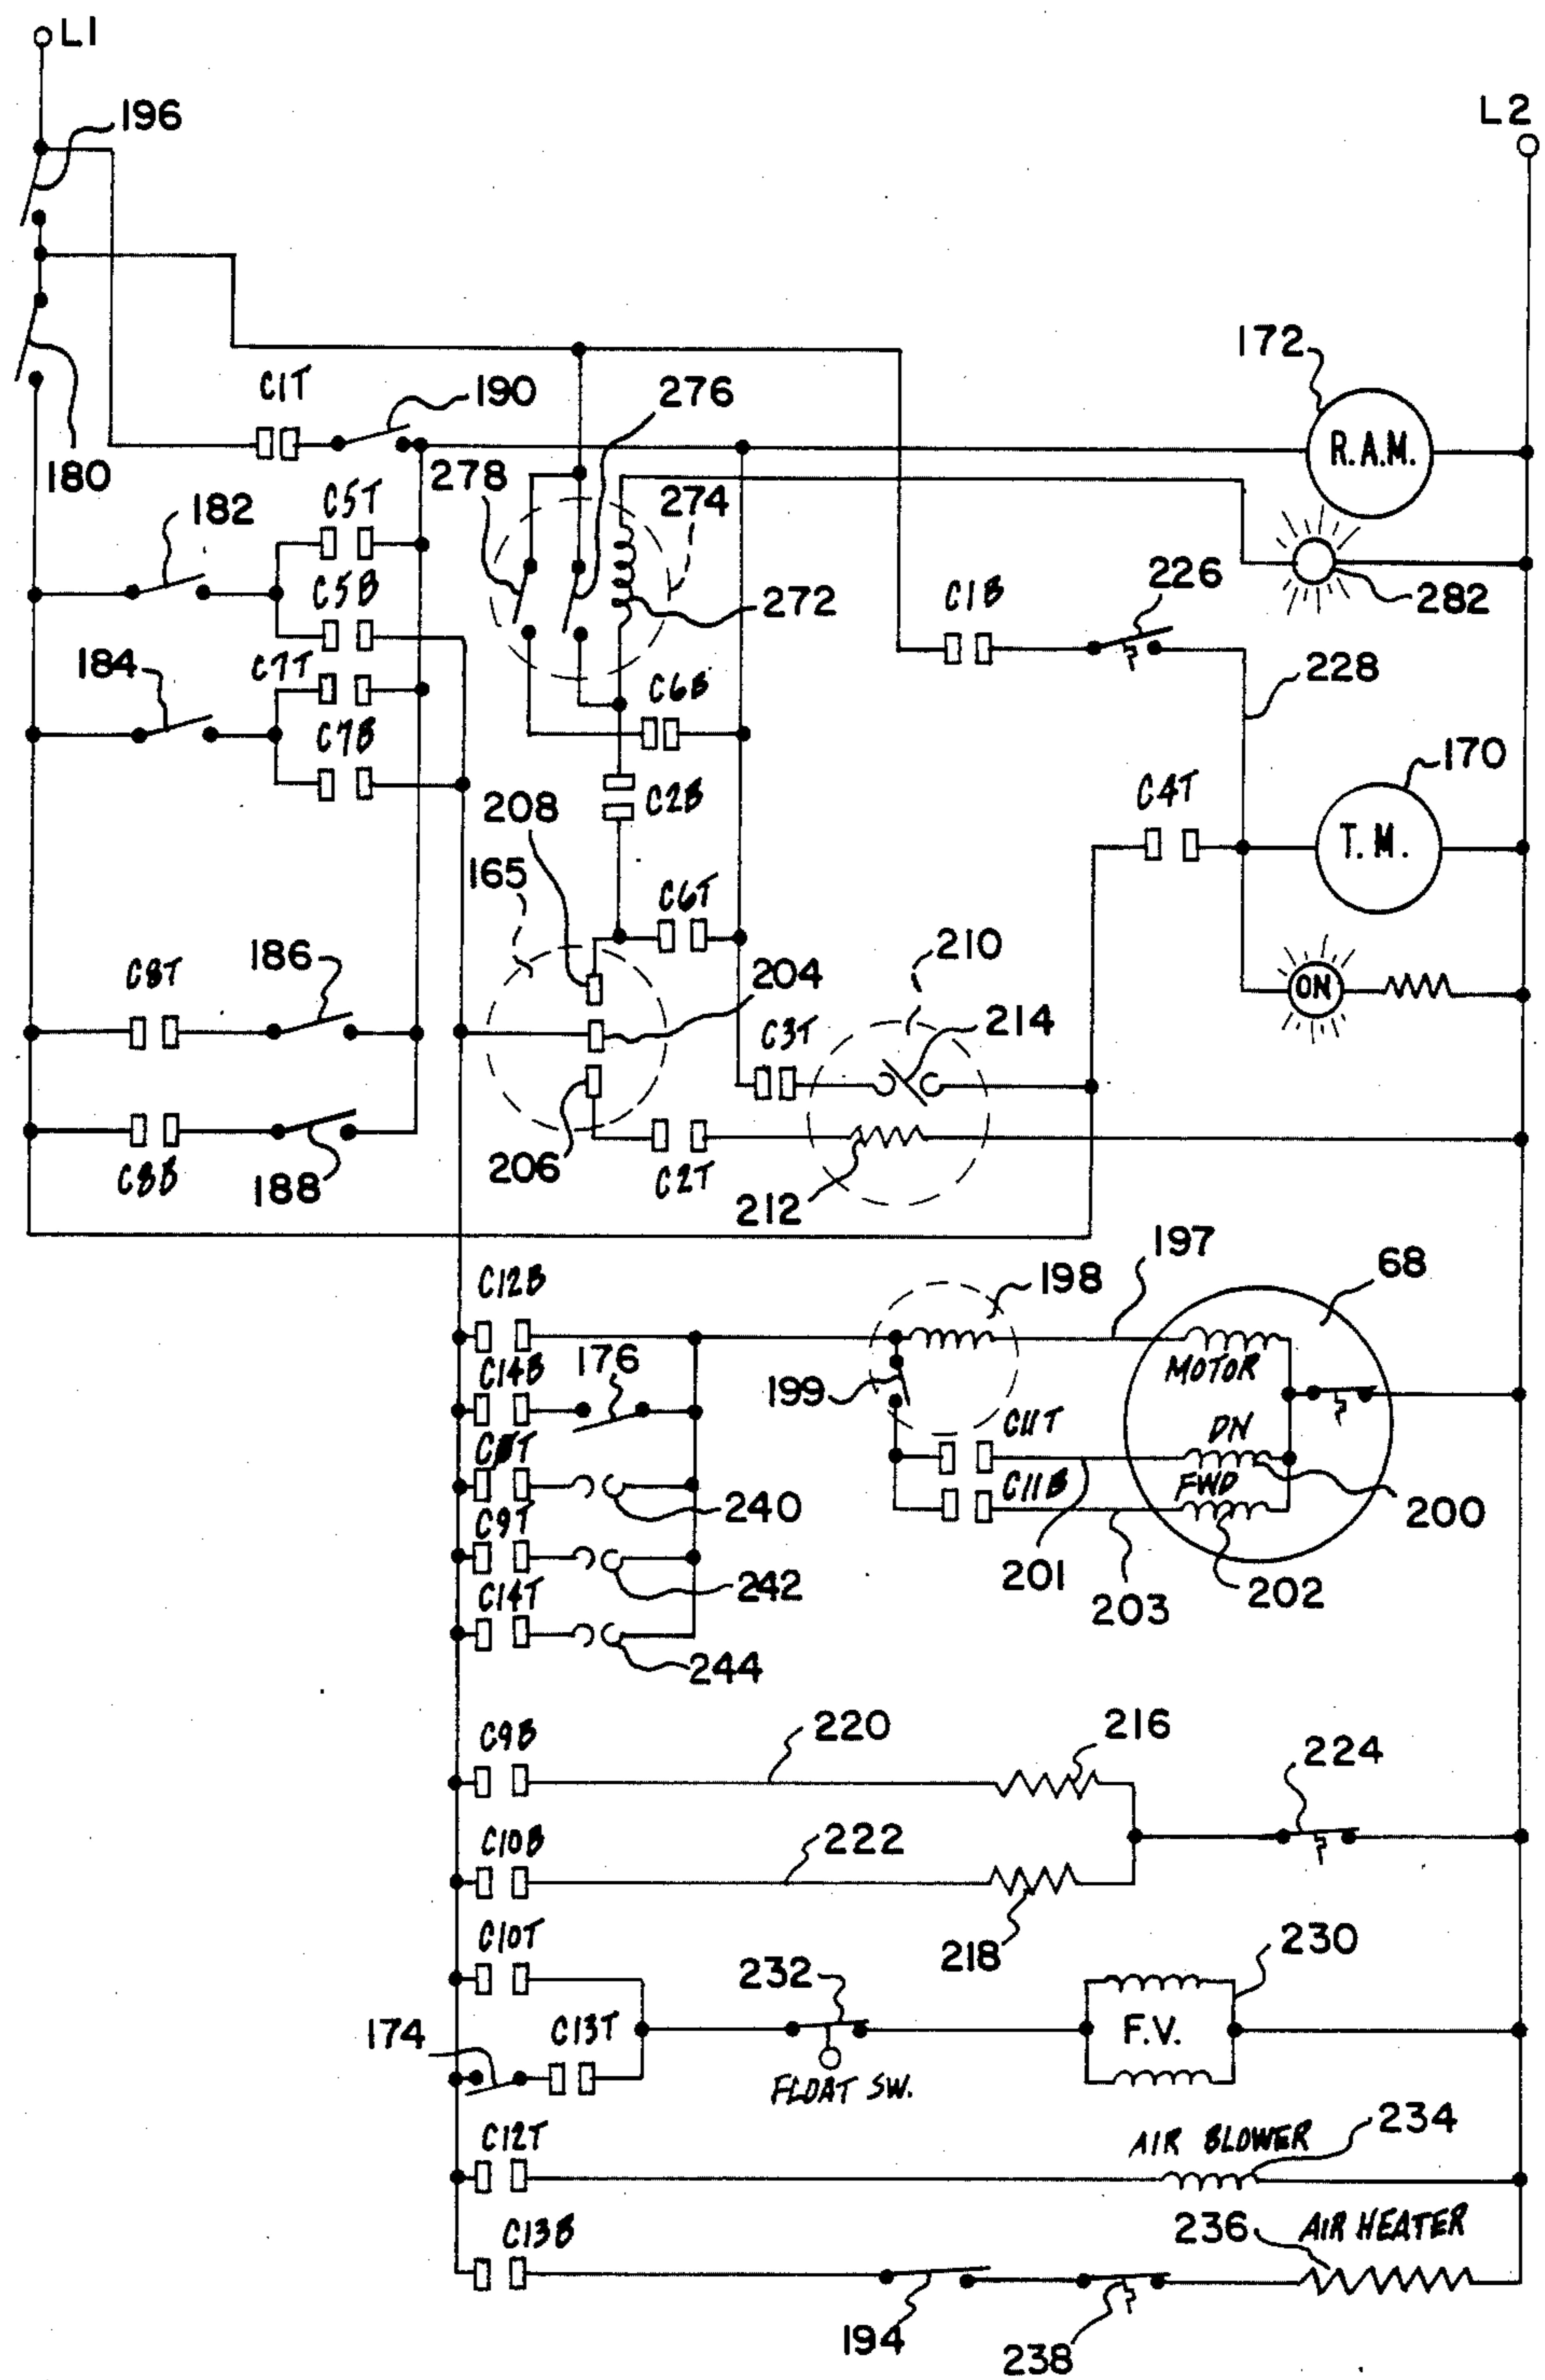 L1
196
L2
172
C1T
190
276
R.A.M.
180
278
182
C5T
274
226
C5B
272
C1B
282
184
C7T
C6B
228
C7B
170
208
C2B
C4T
T.M.
165
C6T
210
C8T
186
204
ON
C3T
214
206
C2T
C8B
188
212
197
C12B
198
68
C14B
176
MOTOR
199
C11T
DN
FWD
C11B
240
200
C9T
201
242
202
203
C14T
244
C9B
220
216
224
C10B
222
218
C10T
230
232
174
C13T
F.V.
FLOAT SW.
C12T
AIR BLOWER
234
C13B
236
AIR HEATER
194
238